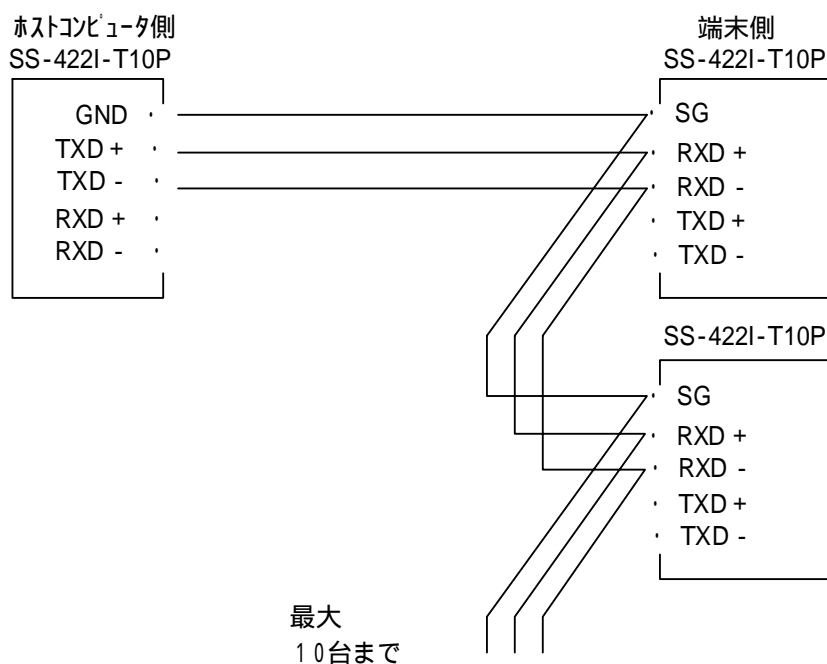 ﾎｽﾄｺﾝﾋﾟｭｰﾀ側
SS-422I-T10P
GND
TXD +
TXD -
RXD +
RXD -
端末側
SS-422I-T10P
SG
RXD +
RXD -
TXD +
TXD -
SS-422I-T10P
SG
RXD +
RXD -
TXD +
TXD -
最大
１０台まで